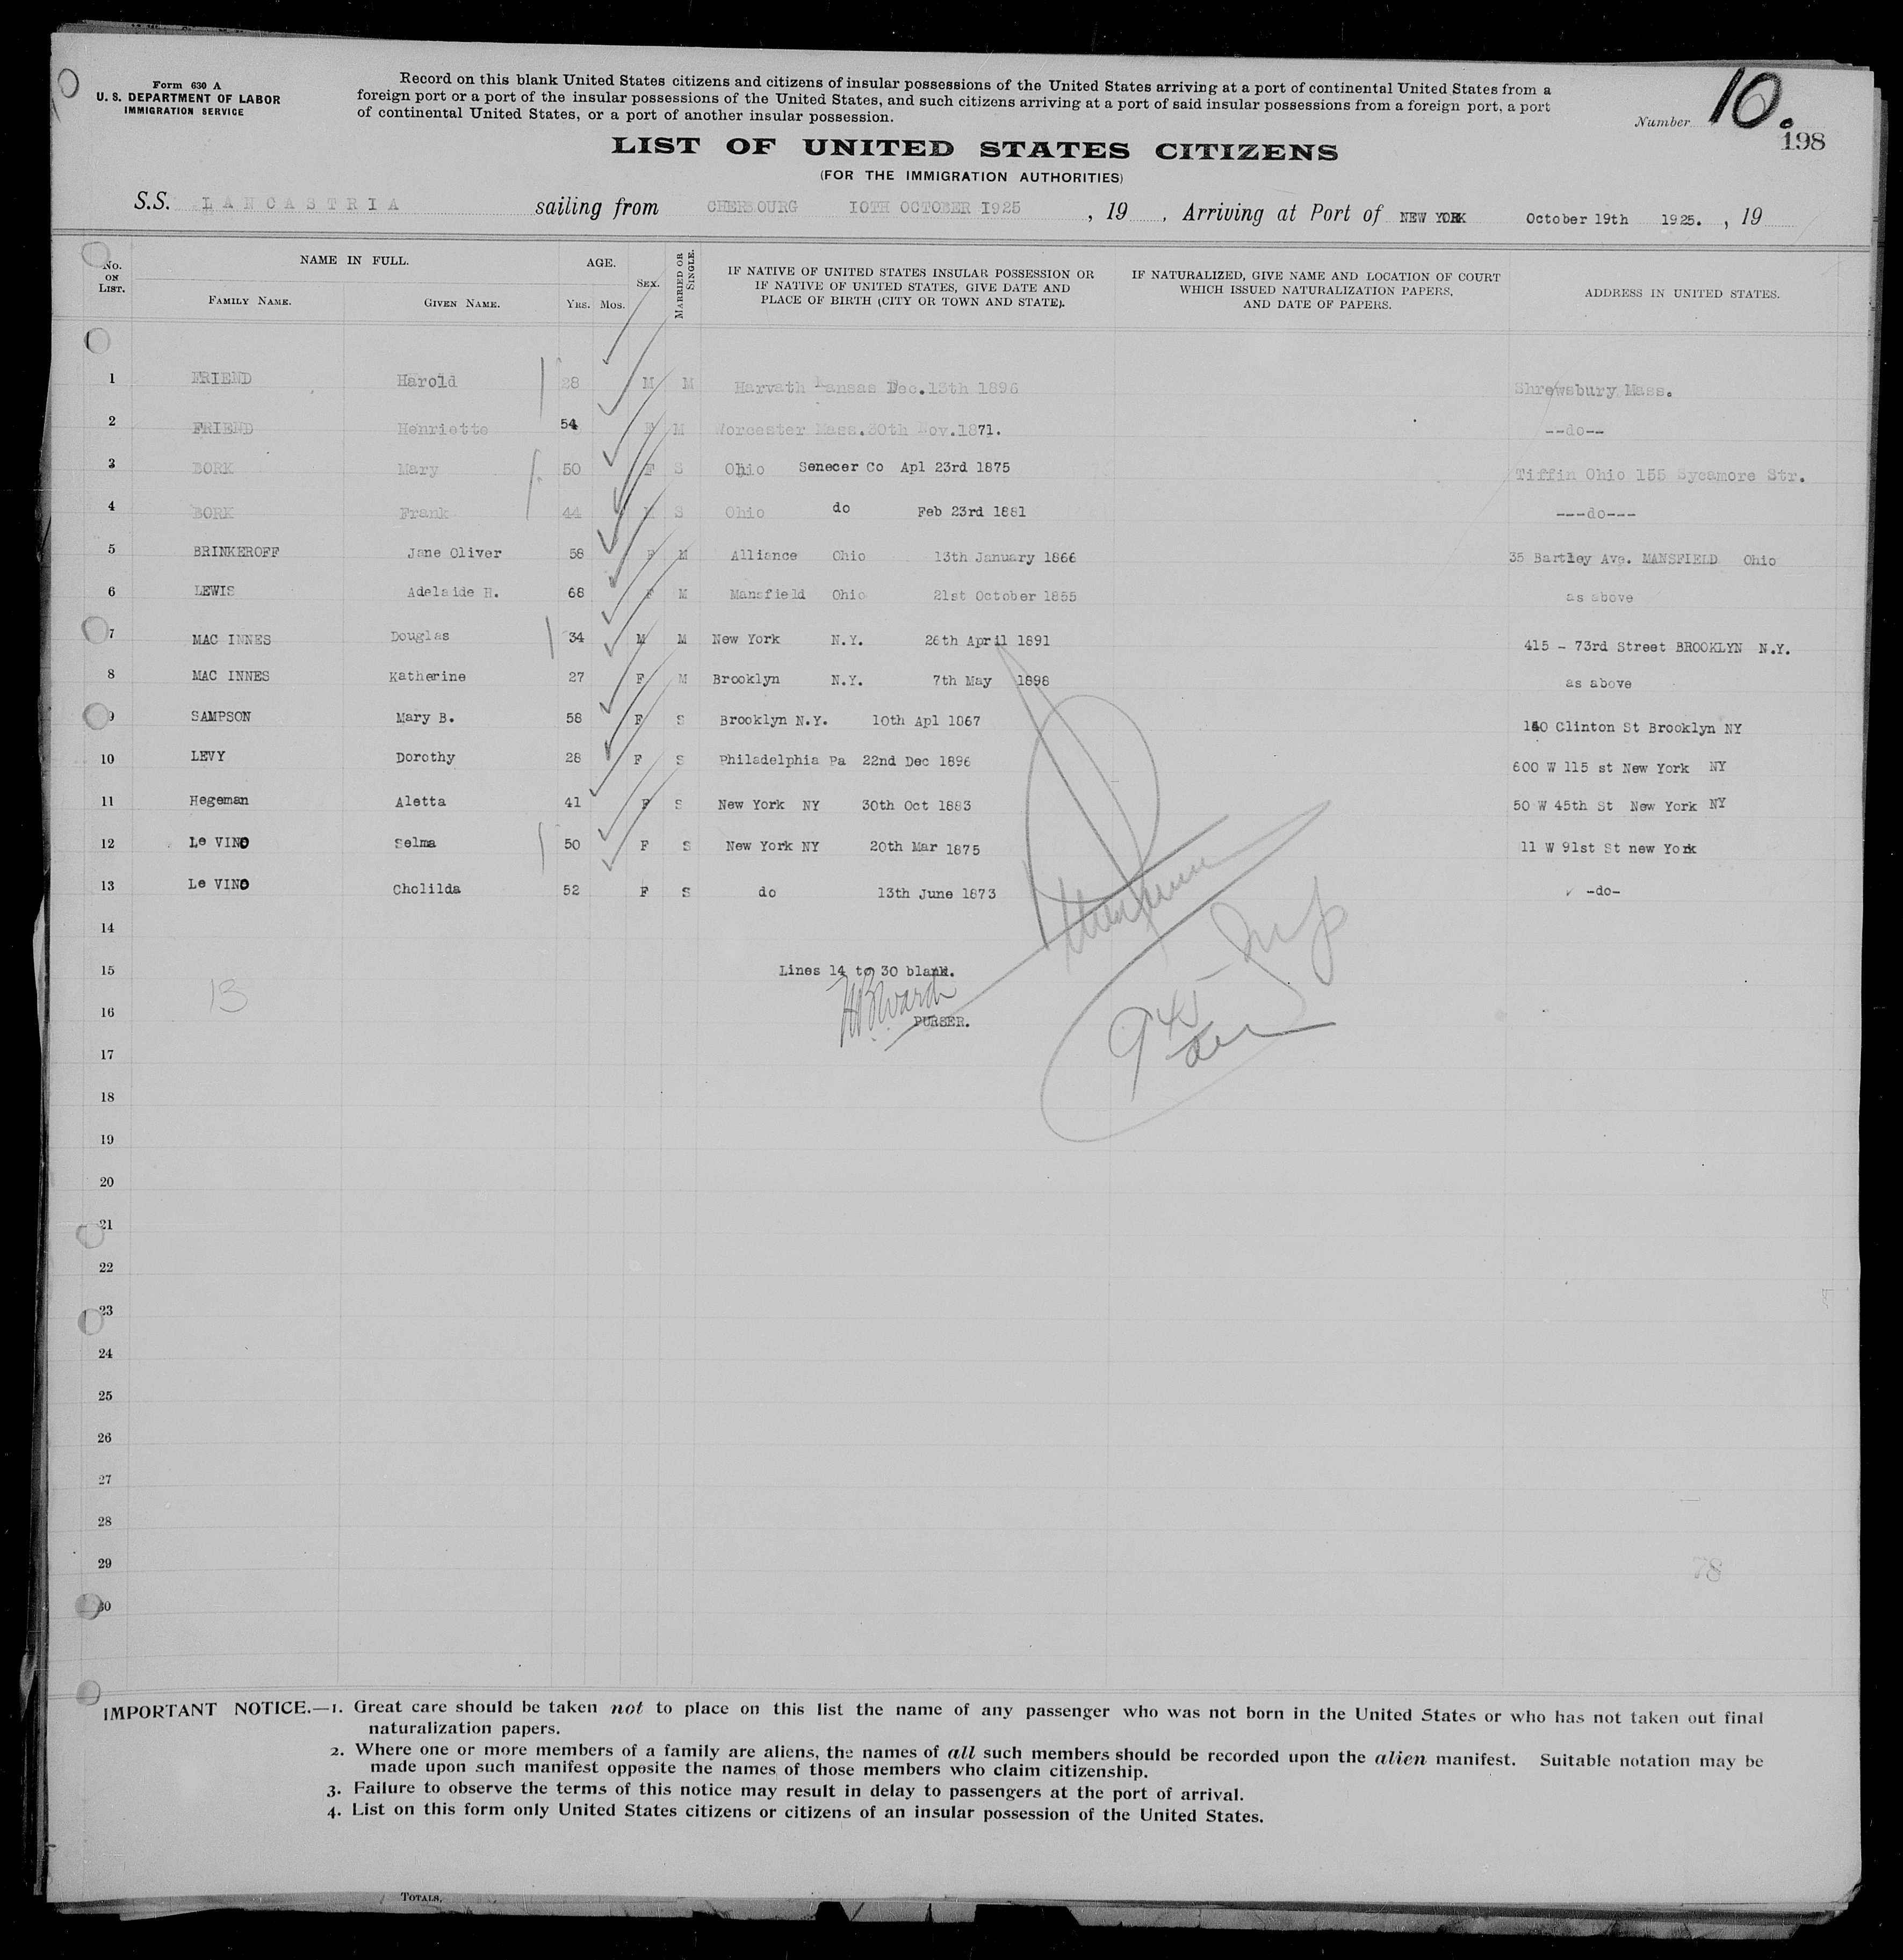 Form 630 A
U. S. DEPARTMENT OF LABOR
IMMIGRATION SERVICE
Record on this blank United States citizens and citizens of insular possessions of the United States arriving at a port of continental United States from a
foreign port or a port of the insular possessions of the United States, and such citizens arriving at a port of said insular possessions from a foreign port, a port
of continental United States, or a port of another insular possession.
Number 10.
198
LIST OF UNITED STATES CITIZENS
(FOR THE IMMIGRATION AUTHORITIES)
S.S. LANCASTRIA sailing from CHERBOURG IOTH OCTOBER I925 , 19 , Arriving at Port of NEW YORK October 19th 1925. , 19
No. ON LIST. NAME IN FULL. AGE. SEX. MARRIED OR SINGLE. IF NATIVE OF UNITED STATES INSULAR POSSESSION OR IF NATIVE OF UNITED STATES, GIVE DATE AND PLACE OF BIRTH (CITY OR TOWN AND STATE). IF NATURALIZED, GIVE NAME AND LOCATION OF COURT WHICH ISSUED NATURALIZATION PAPERS, AND DATE OF PAPERS. ADDRESS IN UNITED STATES.
FAMILY NAME. GIVEN NAME. YRS. MOS.
1 FRIEND Harold 28 M M Harvath Kansas Dec.13th 1896 Shrewsbury Mass.
2 FRIEND Henriette 54 F M Worcester Mass.30th Nov.1871. --do--
3 BORK Mary 50 F S Ohio Senecer Co Apl 23rd 1875 Tiffin Ohio 155 Sycamore Str.
4 BORK Frank 44 M S Ohio do Feb 23rd 1881 ---do---
5 BRINKEROFF Jane Oliver 58 F M Alliance Ohio 13th January 1866 35 Bartley Ave. MANSFIELD Ohio
6 LEWIS Adelaide H. 68 F M Mansfield Ohio 21st October 1855 as above
7 MAC INNES Douglas 34 M M New York N.Y. 26th April 1891 415 - 73rd Street BROOKLYN N.Y.
8 MAC INNES Katherine 27 F M Brooklyn N.Y. 7th May 1898 as above
9 SAMPSON Mary B. 58 F S Brooklyn N.Y. 10th Apl 1867 140 Clinton St Brooklyn NY
10 LEVY Dorothy 28 F S Philadelphia Pa 22nd Dec 1896 600 W 115 st New York NY
11 Hegeman Aletta 41 F S New York NY 30th Oct 1883 50 W 45th St New York NY
12 Le VINO Selma 50 F S New York NY 20th Mar 1875 11 W 91st St new York
13 Le VINO Cholilda 52 F S do 13th June 1873 -do-
14
15 Lines 14 to 30 blank.
13
16 PURSER.
17
18
19
20
21
22
23
24
25
26
27
28
29
78
30
IMPORTANT NOTICE.—1. Great care should be taken not to place on this list the name of any passenger who was not born in the United States or who has not taken out final
naturalization papers.
2. Where one or more members of a family are aliens, the names of all such members should be recorded upon the alien manifest. Suitable notation may be
made upon such manifest opposite the names of those members who claim citizenship.
3. Failure to observe the terms of this notice may result in delay to passengers at the port of arrival.
4. List on this form only United States citizens or citizens of an insular possession of the United States.
TOTALS,